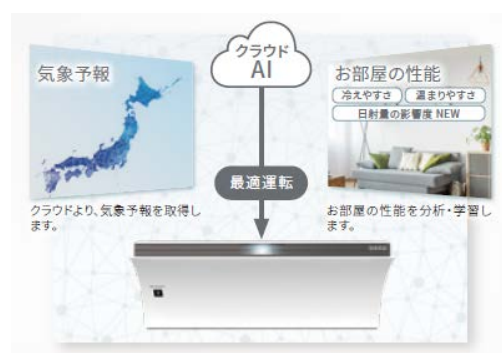 クラウド
AI
気象予報
お部屋の性能
冷えやすさ
温まりやすさ
日射量の影響度 NEW
最適運転
クラウドより、気象予報を取得し
ます。
お部屋の性能を分析・学習し
ます。